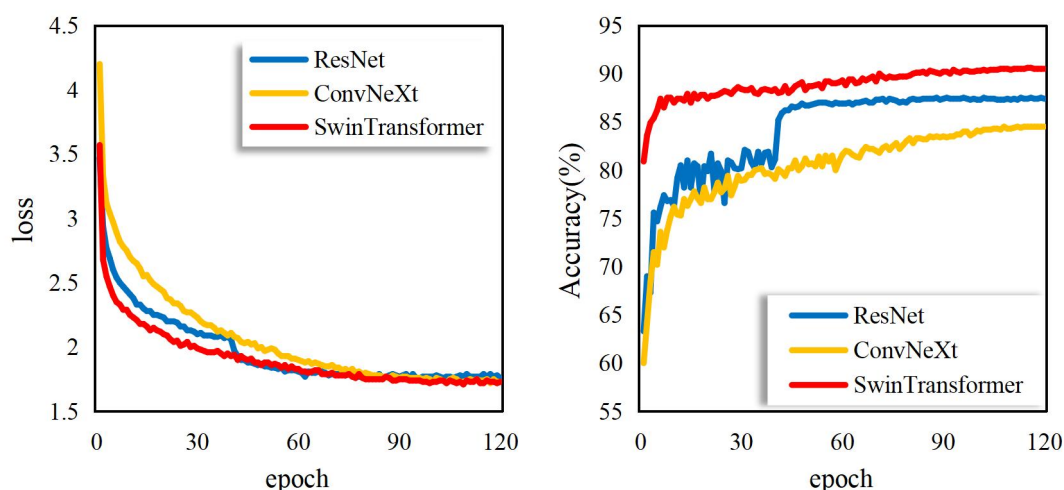 4.5
4
3.5
3
2.5
2
1.5
loss
0
30
60
90
120
epoch
ResNet
ConvNeXt
SwinTransformer
95
90
85
80
75
70
65
60
55
Accuracy(%)
0
30
60
90
120
epoch
ResNet
ConvNeXt
SwinTransformer